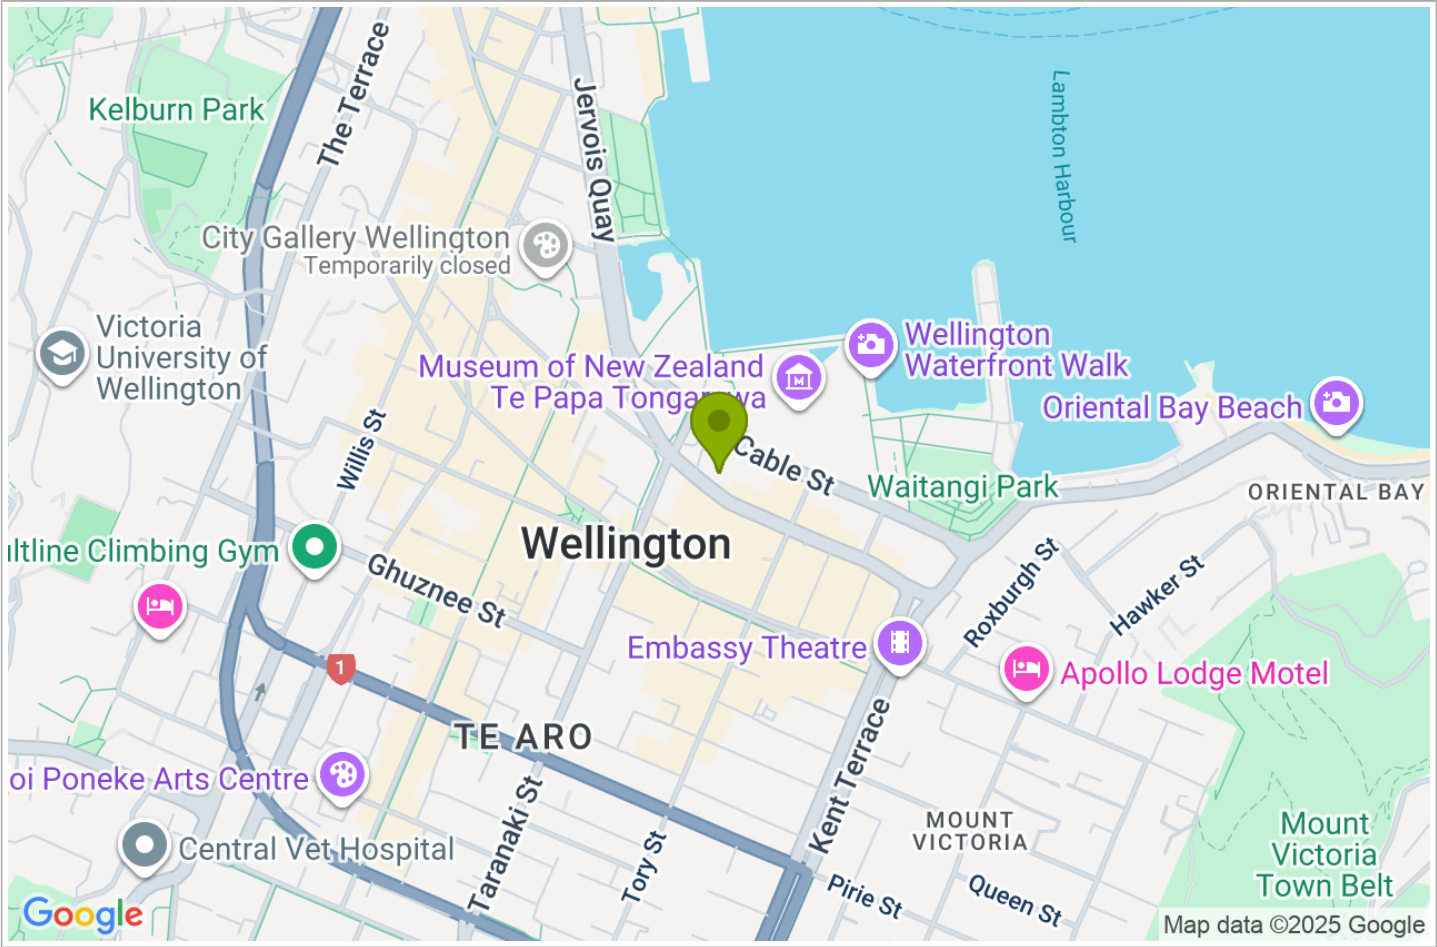 The Terrace
Kelburn Park
Jervois Quay
Lambton Harbour
City Gallery Wellington
Temporarily closed
Victoria
University of
Wellington
Wellington
Waterfront Walk
Museum of New Zealand
Te Papa Tongarewa
Oriental Bay Beach
Willis St
Cable St
Waitangi Park
ORIENTAL BAY
Wellington
ltline Climbing Gym
Ghuznee St
Roxburgh St
Hawker St
Embassy Theatre
1
Apollo Lodge Motel
TE ARO
Kent Terrace
oi Poneke Arts Centre
Taranaki St
MOUNT
VICTORIA
Mount
Victoria
Town Belt
Central Vet Hospital
Tory St
Pirie St
Queen St
Google
Map data ©2025 Google